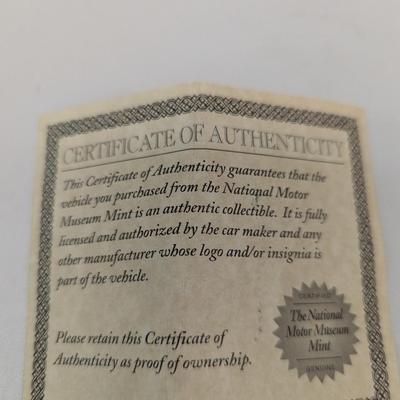 CERTIFICATE OF AUTHENTICITY
This Certificate of Authenticity guarantees that the
vehicle you purchased from the National Motor
Museum Mint is an authentic collectible. It is fully
licensed and authorized by the car maker and any
other manufacturer whose logo and/or insignia is
part of the vehicle.
Please retain this Certificate of
Authenticity as proof of ownership.
CERTIFIED
The National
Motor Museum
Mint
GENUINE